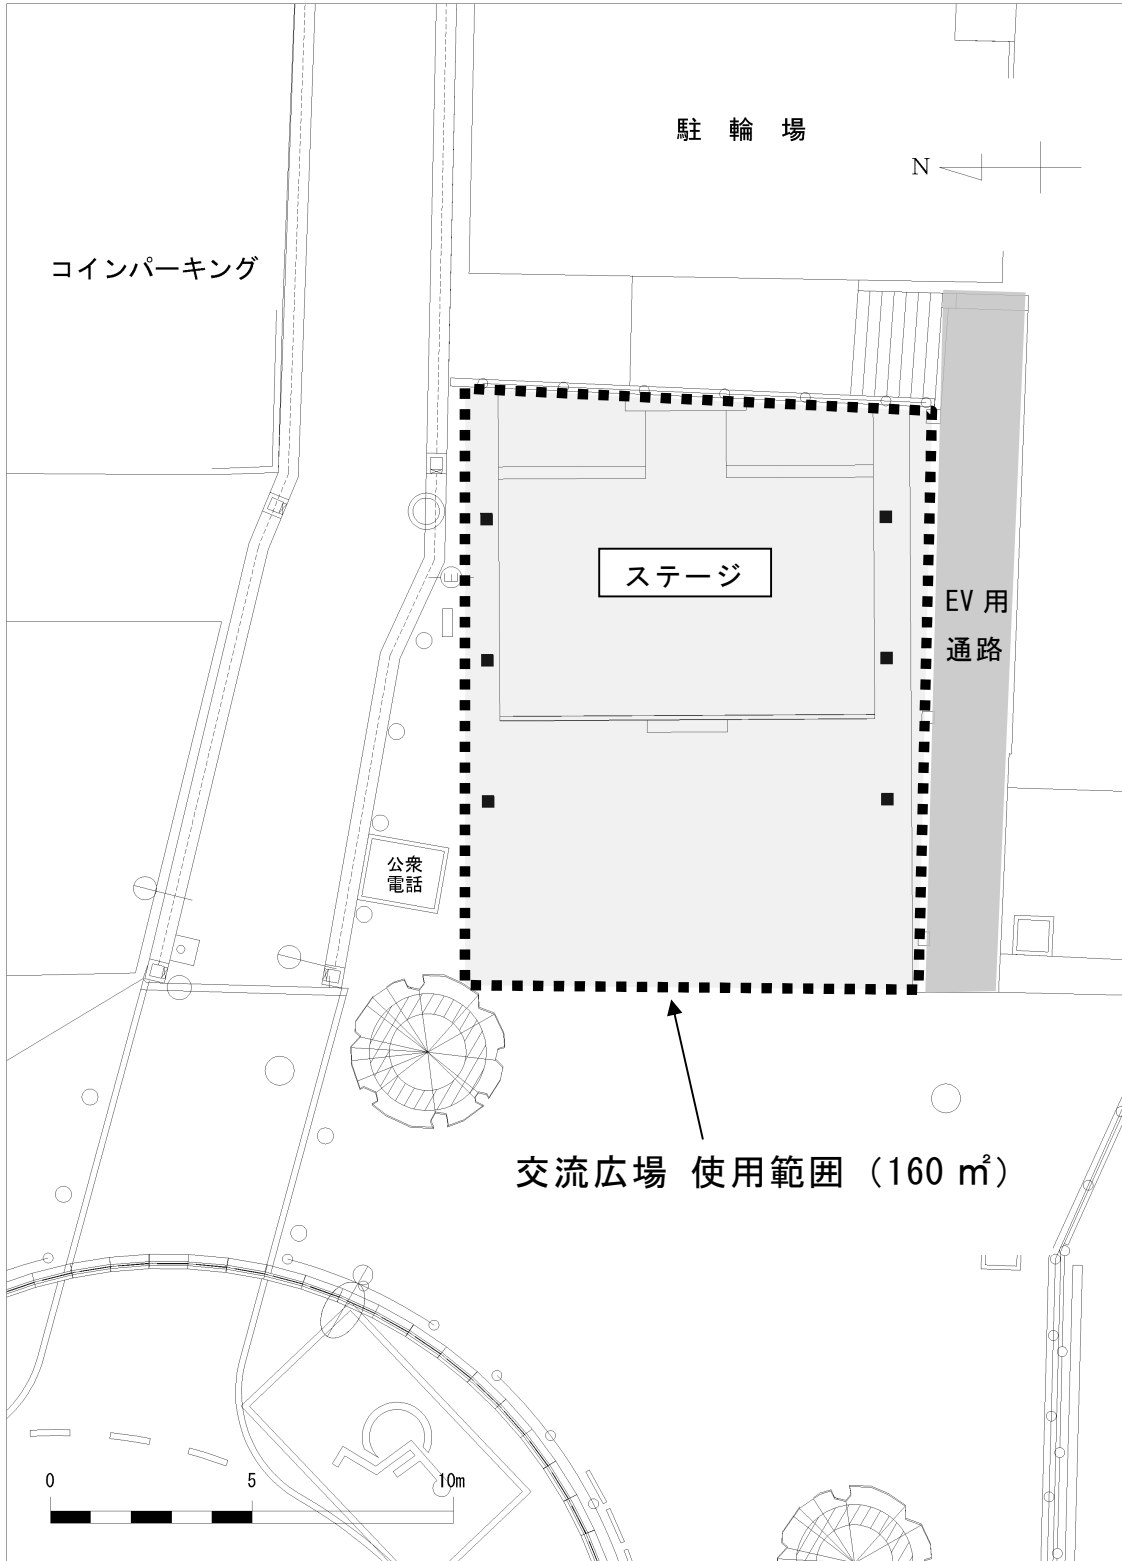 駐 輪 場
N
コインパーキング
ステージ
E
EV 用
通路
公衆
電話
交流広場 使用範囲（160 ㎡）
0 5 10m